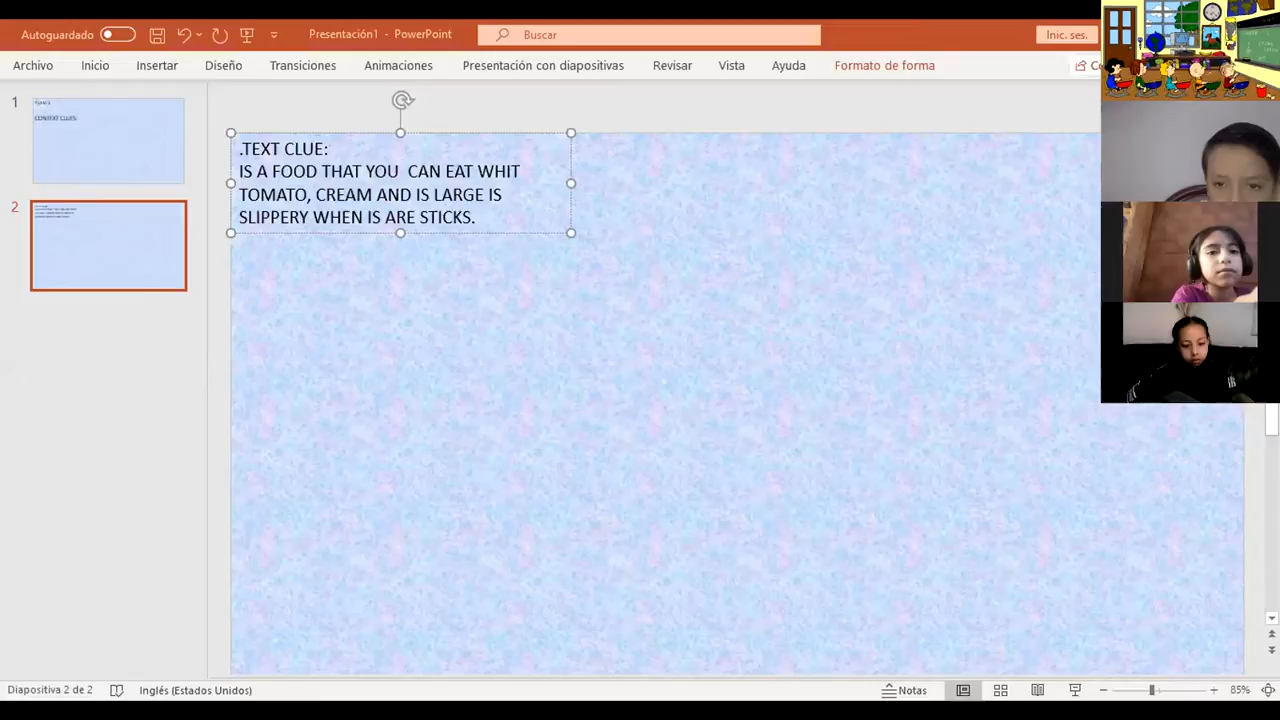 Autoguardado
Presentación1 - PowerPoint
Buscar
Inic. ses.
Archivo Inicio Insertar Diseño Transiciones Animaciones Presentación con diapositivas Revisar Vista Ayuda Formato de forma
1
CONTEXT CLUES:
2
.TEXT CLUE:
IS A FOOD THAT YOU CAN EAT WHIT
TOMATO, CREAM AND IS LARGE IS
SLIPPERY WHEN IS ARE STICKS.
Diapositiva 2 de 2 Inglés (Estados Unidos) Notas 85%